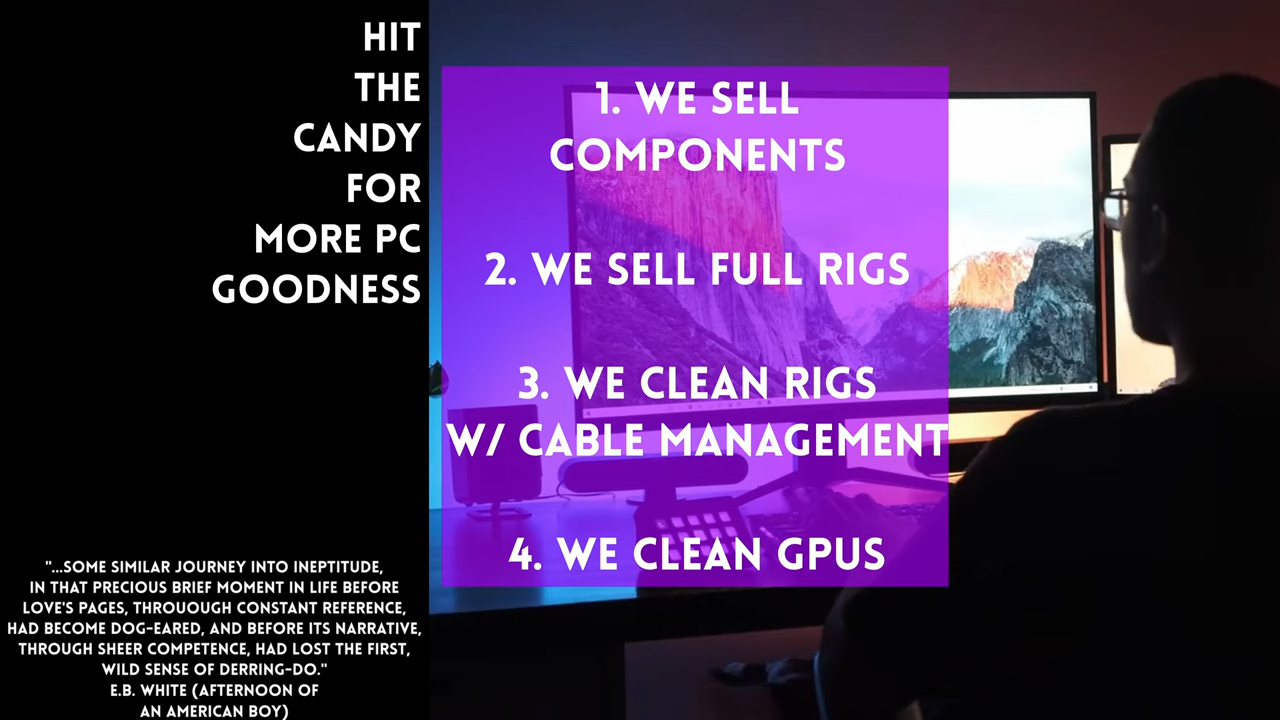 HIT
THE
CANDY
FOR
MORE PC
GOODNESS
1. WE SELL
COMPONENTS
2. WE SELL FULL RIGS
3. WE CLEAN RIGS
W/ CABLE MANAGEMENT
4. WE CLEAN GPUS
"...SOME SIMILAR JOURNEY INTO INEPTITUDE,
IN THAT PRECIOUS BRIEF MOMENT IN LIFE BEFORE
LOVE'S PAGES, THROUOUGH CONSTANT REFERENCE,
HAD BECOME DOG-EARED, AND BEFORE ITS NARRATIVE,
THROUGH SHEER COMPETENCE, HAD LOST THE FIRST,
WILD SENSE OF DERRING-DO."
E.B. WHITE (AFTERNOON OF
AN AMERICAN BOY)